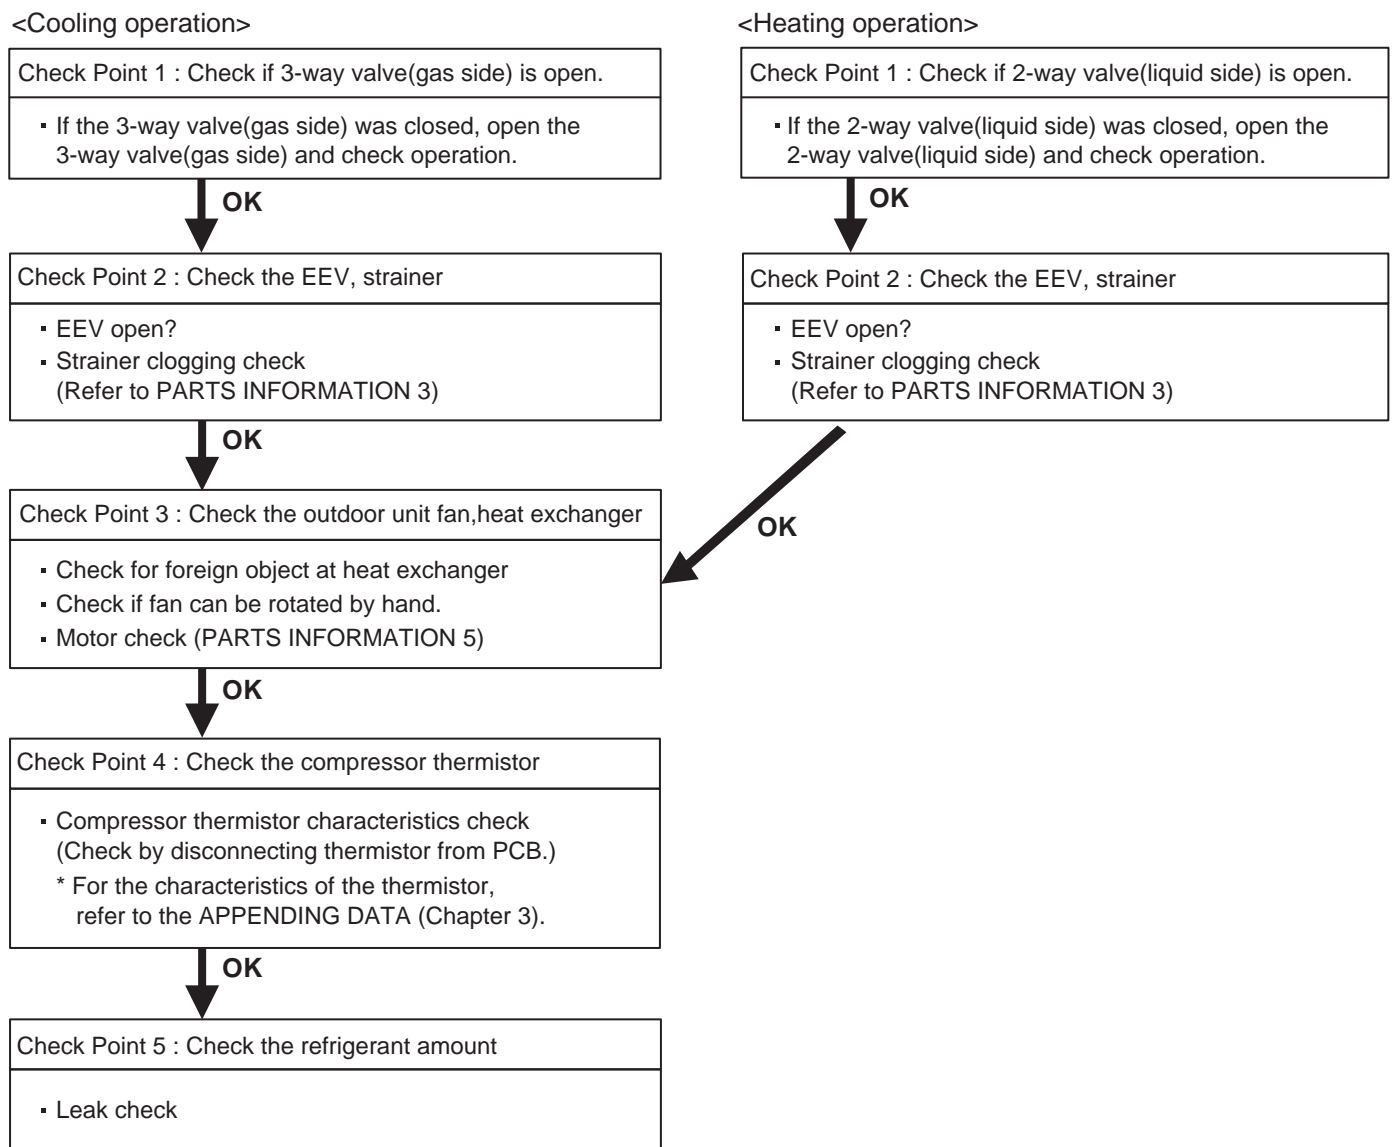 <Cooling operation>
Check Point 1 : Check if 3-way valve(gas side) is open.
▪ If the 3-way valve(gas side) was closed, open the
3-way valve(gas side) and check operation.
OK
Check Point 2 : Check the EEV, strainer
▪ EEV open?
▪ Strainer clogging check
(Refer to PARTS INFORMATION 3)
OK
Check Point 3 : Check the outdoor unit fan,heat exchanger
▪ Check for foreign object at heat exchanger
▪ Check if fan can be rotated by hand.
▪ Motor check (PARTS INFORMATION 5)
OK
Check Point 4 : Check the compressor thermistor
▪ Compressor thermistor characteristics check
(Check by disconnecting thermistor from PCB.)
* For the characteristics of the thermistor,
refer to the APPENDING DATA (Chapter 3).
OK
Check Point 5 : Check the refrigerant amount
▪ Leak check
<Heating operation>
Check Point 1 : Check if 2-way valve(liquid side) is open.
▪ If the 2-way valve(liquid side) was closed, open the
2-way valve(liquid side) and check operation.
OK
Check Point 2 : Check the EEV, strainer
▪ EEV open?
▪ Strainer clogging check
(Refer to PARTS INFORMATION 3)
OK